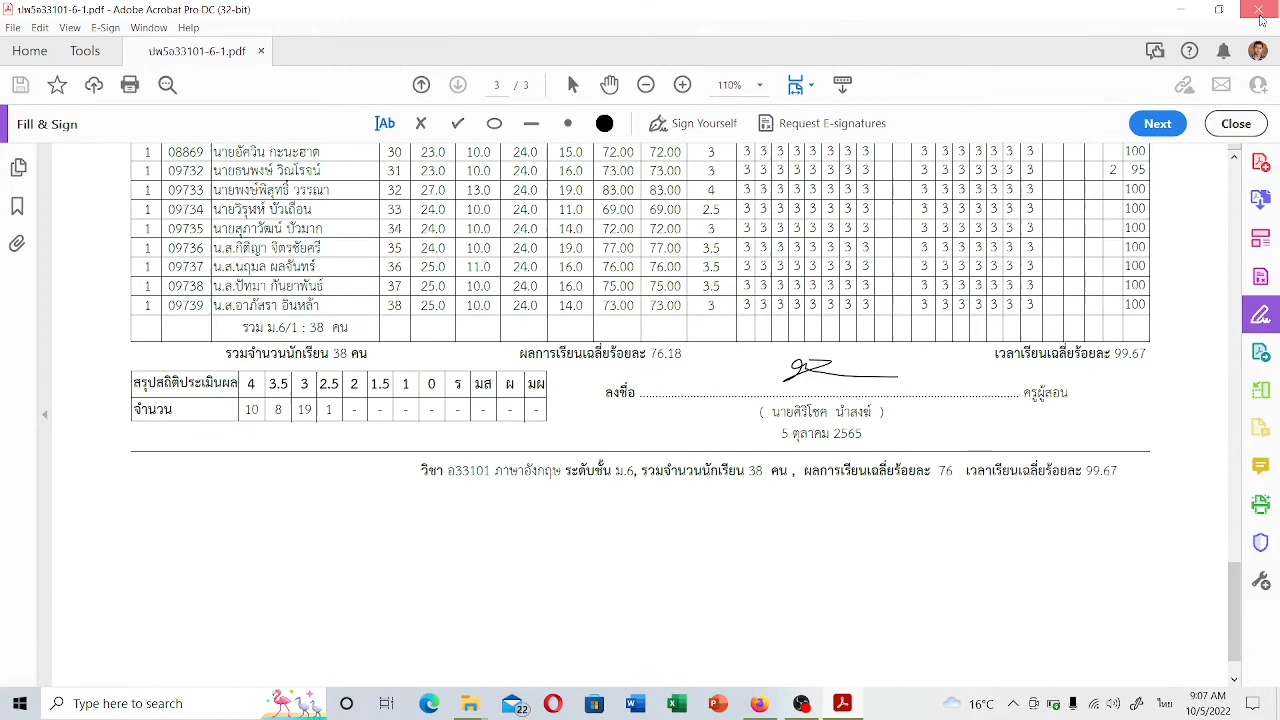 ปพ5อ33101-6-1.pdf - Adobe Acrobat Pro DC (32-bit)
File Edit View E-Sign Window Help
Home Tools ปพ5อ33101-6-1.pdf ×
3 / 3 110%
Fill & Sign Ab Sign Yourself Request E-signatures Next Close
1 08869 นายอัควิน กะนะฮาด 30 23.0 10.0 24.0 15.0 72.00 72.00 3 3 3 3 3 3 3 3 3 3 3 3 3 3 3 100
1 09732 นายธนพงษ์ วิณโรจน์ 31 23.0 10.0 24.0 16.0 73.00 73.00 3 3 3 3 3 3 3 3 3 3 3 3 3 3 3 2 95
1 09733 นายพงษ์พิสุทธิ์ วรรณา 32 27.0 13.0 24.0 19.0 83.00 83.00 4 3 3 3 3 3 3 3 3 3 3 3 3 3 3 100
1 09734 นายวิรุฬห์ บัวเถื่อน 33 24.0 10.0 24.0 11.0 69.00 69.00 2.5 3 3 3 3 3 3 3 3 3 3 3 3 3 3 100
1 09735 นายสุภาวัฒน์ บัวมาก 34 24.0 10.0 24.0 14.0 72.00 72.00 3 3 3 3 3 3 3 3 3 3 3 3 3 3 3 100
1 09736 น.ส.กิติญา จิตรชัยศรี 35 24.0 10.0 24.0 19.0 77.00 77.00 3.5 3 3 3 3 3 3 3 3 3 3 3 3 3 3 100
1 09737 น.ส.นฤมล ผลจันทร์ 36 25.0 11.0 24.0 16.0 76.00 76.00 3.5 3 3 3 3 3 3 3 3 3 3 3 3 3 3 100
1 09738 น.ส.ปัทมา กันยาพันธ์ 37 25.0 10.0 24.0 16.0 75.00 75.00 3.5 3 3 3 3 3 3 3 3 3 3 3 3 3 3 100
1 09739 น.ส.อาภัสรา อินหล้า 38 25.0 10.0 24.0 14.0 73.00 73.00 3 3 3 3 3 3 3 3 3 3 3 3 3 3 3 100
รวม ม.6/1 : 38 คน
รวมจำนวนนักเรียน 38 คน ผลการเรียนเฉลี่ยร้อยละ 76.18 เวลาเรียนเฉลี่ยร้อยละ 99.67
สรุปสถิติประเมินผล 4 3.5 3 2.5 2 1.5 1 0 ร มส ผ มผ
จำนวน 10 8 19 1 - - - - - - - -
ลงชื่อ ........................................ ครูผู้สอน
( นายศิริโชค นำสงฆ์ )
5 ตุลาคม 2565
วิชา อ33101 ภาษาอังกฤษ ระดับชั้น ม.6, รวมจำนวนนักเรียน 38 คน , ผลการเรียนเฉลี่ยร้อยละ 76 เวลาเรียนเฉลี่ยร้อยละ 99.67
Type here to search 22 16°C ไทย 9:07 AM
10/5/2022